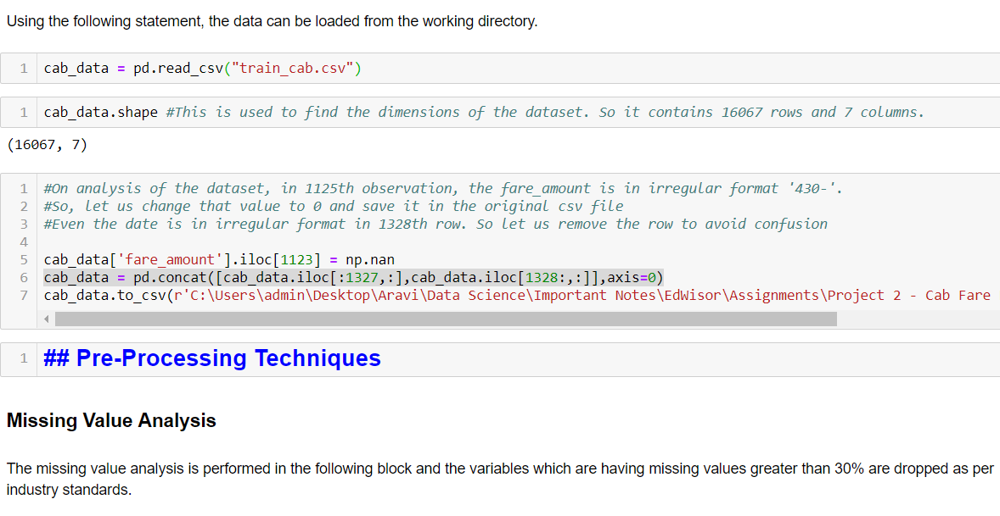 Using the following statement, the data can be loaded from the working directory.
1 cab_data = pd.read_csv("train_cab.csv")
1 cab_data.shape #This is used to find the dimensions of the dataset. So it contains 16067 rows and 7 columns.
(16067, 7)
1 #On analysis of the dataset, in 1125th observation, the fare_amount is in irregular format '430-'.
2 #So, let us change that value to 0 and save it in the original csv file
3 #Even the date is in irregular format in 1328th row. So let us remove the row to avoid confusion
4
5 cab_data['fare_amount'].iloc[1123] = np.nan
6 cab_data = pd.concat([cab_data.iloc[:1327,:],cab_data.iloc[1328:,:]],axis=0)
7 cab_data.to_csv(r'C:\Users\admin\Desktop\Aravi\Data Science\Important Notes\EdWisor\Assignments\Project 2 - Cab Fare
1 ## Pre-Processing Techniques
Missing Value Analysis
The missing value analysis is performed in the following block and the variables which are having missing values greater than 30% are dropped as per
industry standards.